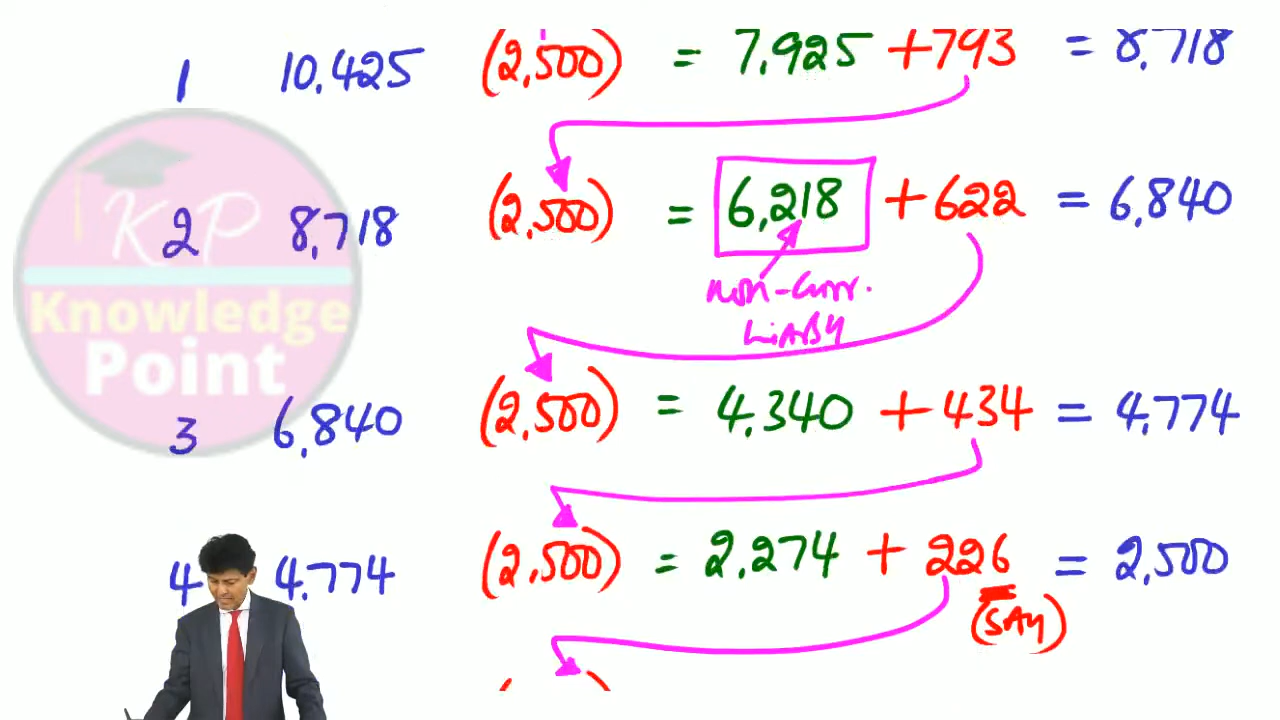 1 10,425 (2,500) = 7,925 +793 = 8,718
2 8,718 (2,500) = 6,218 +622 = 6,840
non-Curr.
LiABY
KP
Knowledge
Point
3 6,840 (2,500) = 4,340 +434 = 4,774
4 4,774 (2,500) = 2,274 + 226 = 2,500
(SAY)